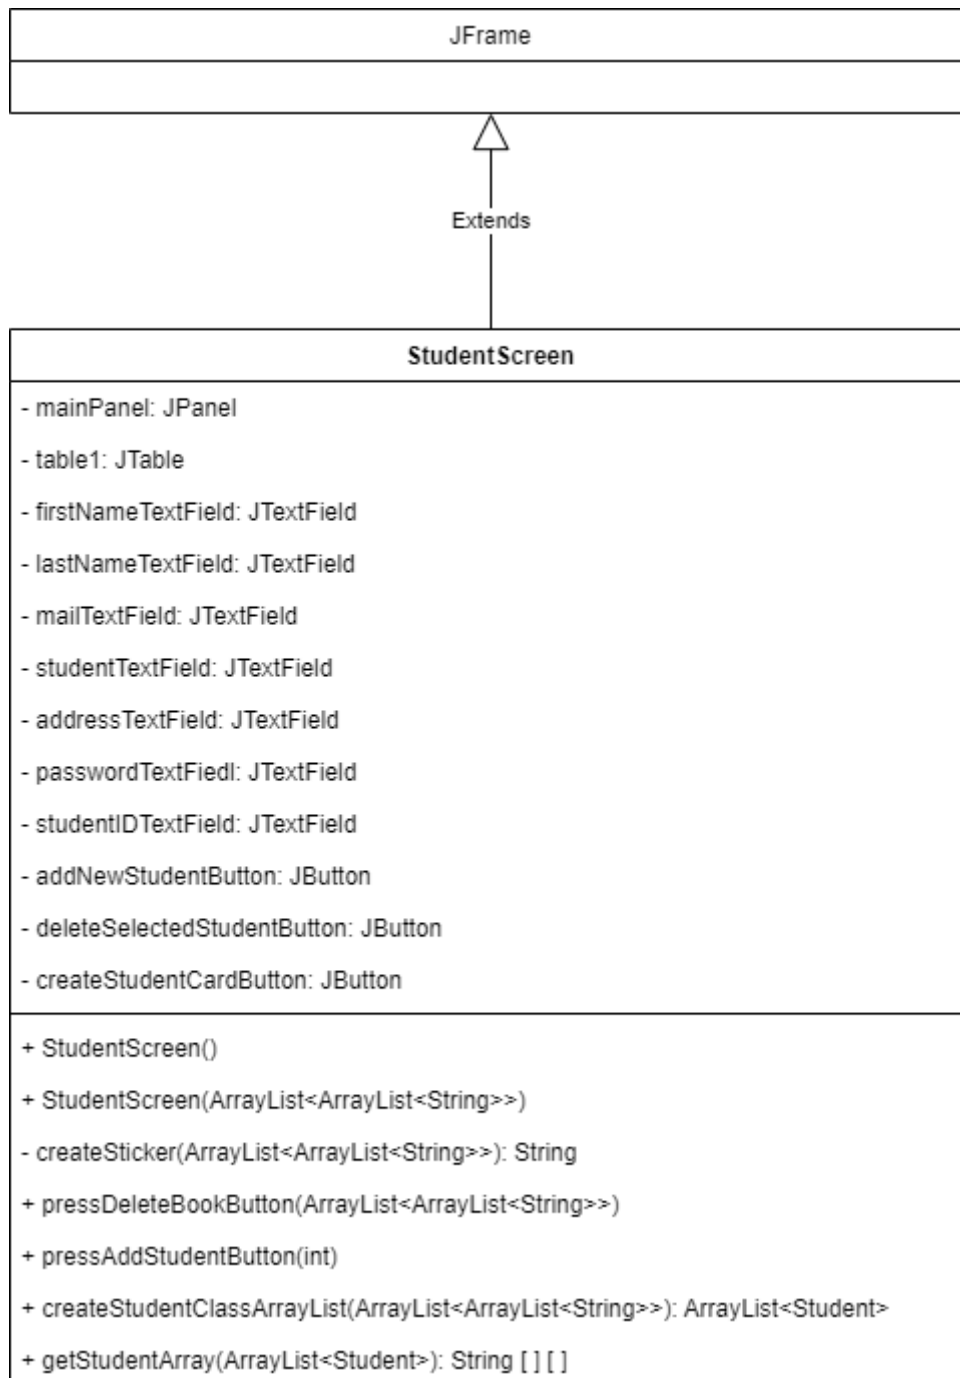 JFrame
Extends
StudentScreen
- mainPanel: JPanel
- table1: JTable
- firstNameTextField: JTextField
- lastNameTextField: JTextField
- mailTextField: JTextField
- studentTextField: JTextField
- addressTextField: JTextField
- passwordTextFiedl: JTextField
- studentIDTextField: JTextField
- addNewStudentButton: JButton
- deleteSelectedStudentButton: JButton
- createStudentCardButton: JButton
+ StudentScreen()
+ StudentScreen(ArrayList<ArrayList<String>>)
- createSticker(ArrayList<ArrayList<String>>): String
+ pressDeleteBookButton(ArrayList<ArrayList<String>>)
+ pressAddStudentButton(int)
+ createStudentClassArrayList(ArrayList<ArrayList<String>>): ArrayList<Student>
+ getStudentArray(ArrayList<Student>): String [ ] [ ]